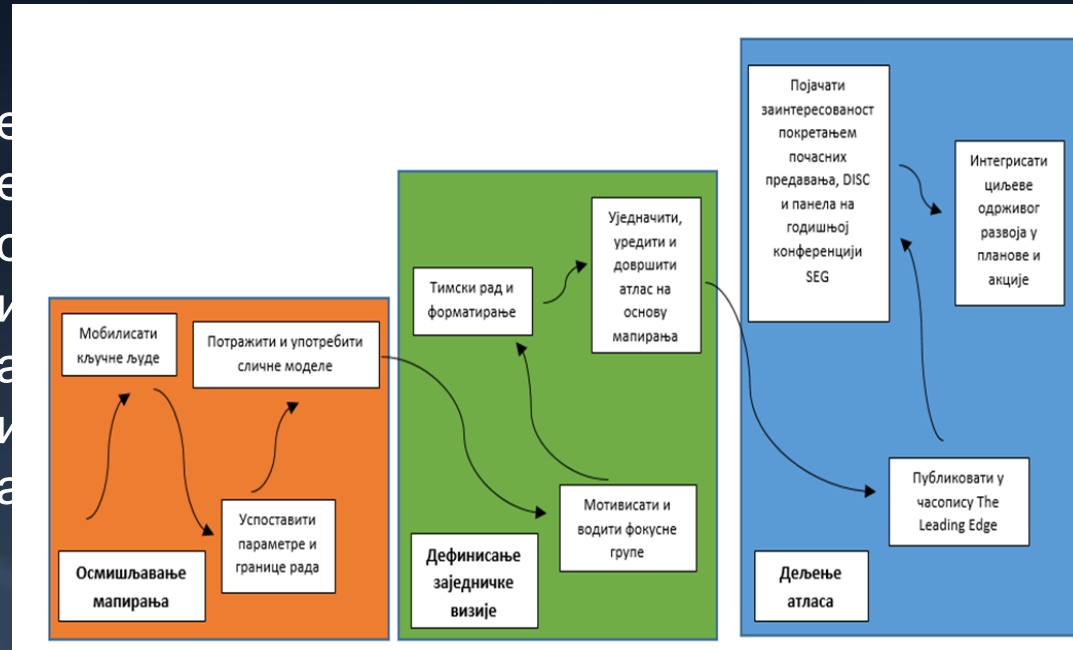 Осмишљавање
мапирања
Мобилисати
кључне људе
Успоставити
параметре и
границе рада
Потражити и употребити
сличне моделе
Дефинисање
заједничке
визије
Мотивисати и
водити фокусне
групе
Тимски рад и
форматирање
Уједначити,
уредити и
довршити
атлас на
основу
мапирања
Дељење
атласа
Публиковати у
часопису The
Leading Edge
Појачати
заинтересованост
покретањем
почасних
предавања, DISC
и панела на
годишњој
конференцији
SEG
Интегрисати
циљеве
одрживог
развоја у
планове и
акције